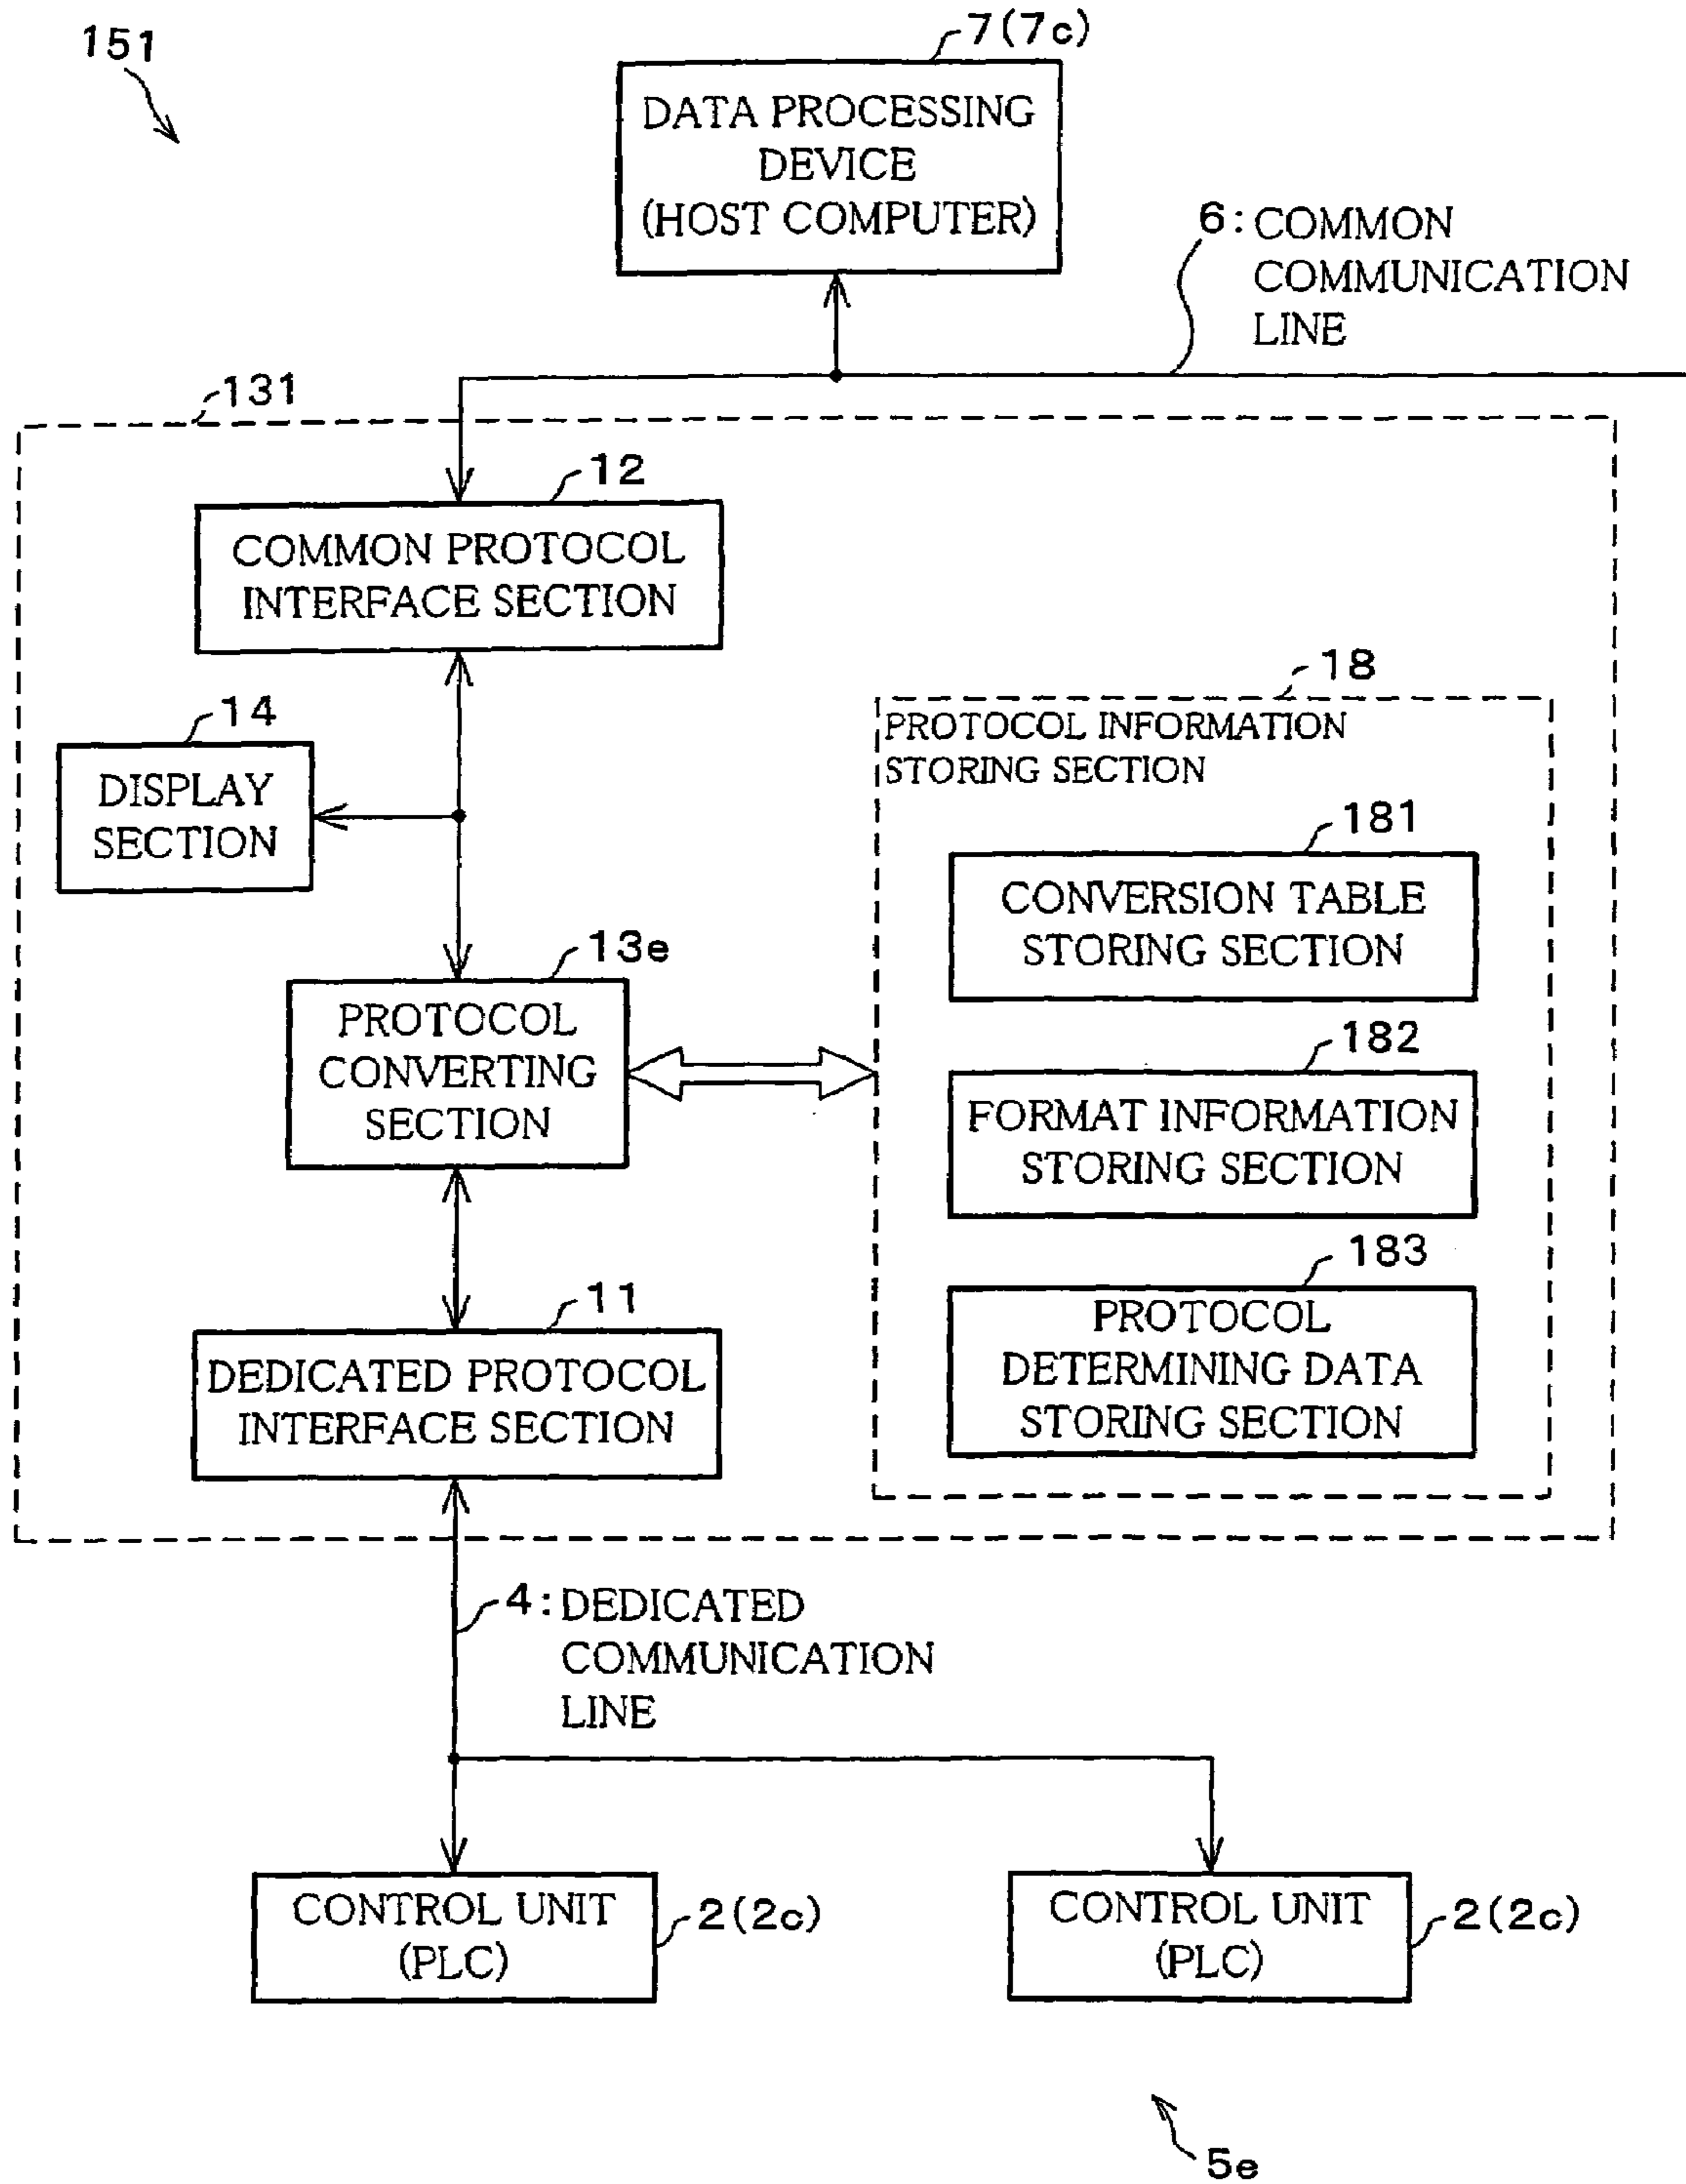 151
7(7c)
DATA PROCESSING
DEVICE
(HOST COMPUTER)
6: COMMON
COMMUNICATION
LINE
131
12
COMMON PROTOCOL
INTERFACE SECTION
18
PROTOCOL INFORMATION
STORING SECTION
14
DISPLAY
SECTION
181
CONVERSION TABLE
STORING SECTION
13e
PROTOCOL
CONVERTING
SECTION
182
FORMAT INFORMATION
STORING SECTION
183
PROTOCOL
DETERMINING DATA
STORING SECTION
11
DEDICATED PROTOCOL
INTERFACE SECTION
4: DEDICATED
COMMUNICATION
LINE
CONTROL UNIT
(PLC)
2(2c)
CONTROL UNIT
(PLC)
2(2c)
5e